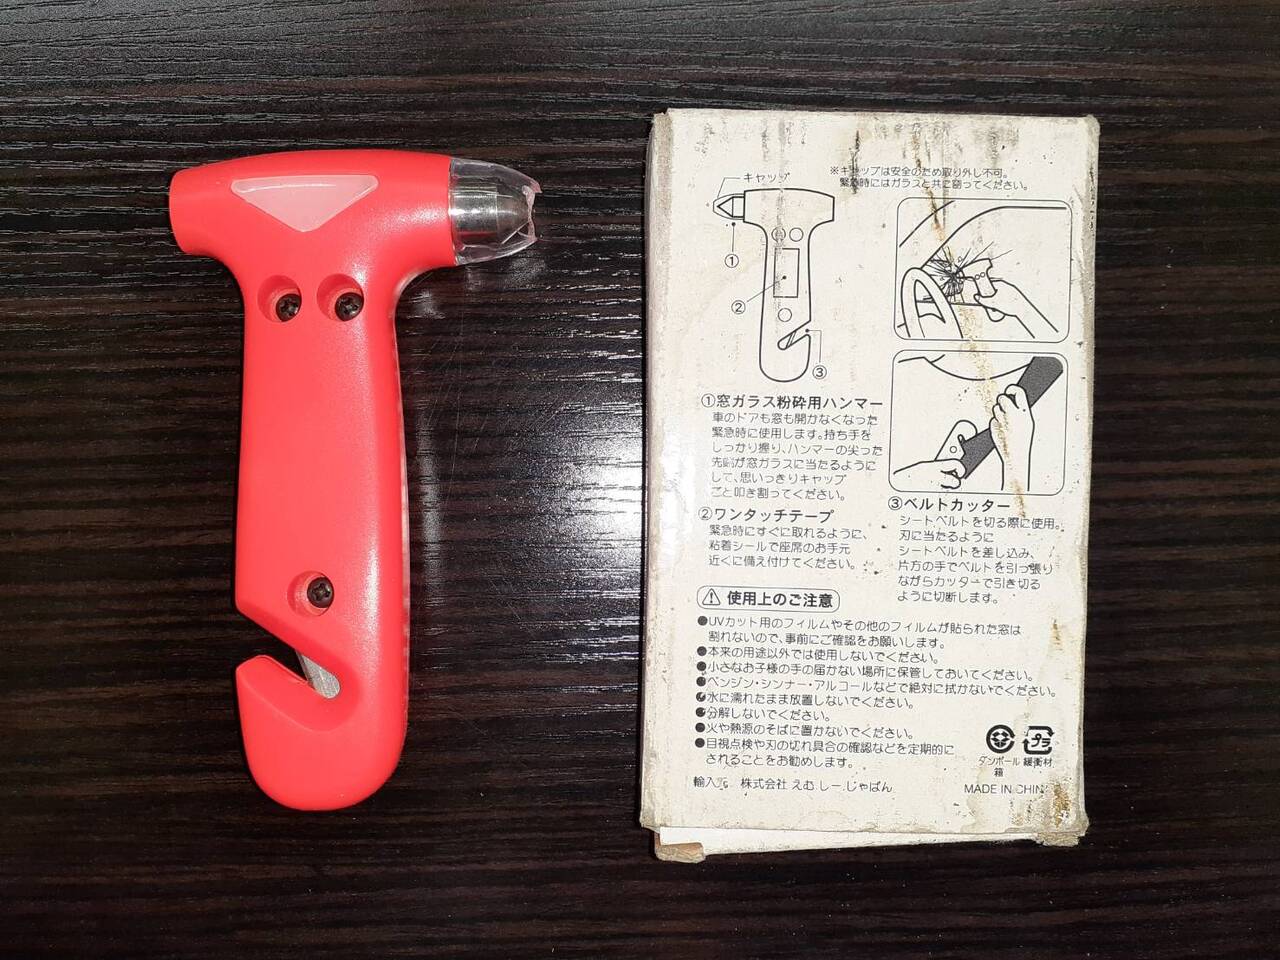 キャップ
※キャップは安全のため取り外し不可。
緊急時にはガラスと共に割ってください。
①
②
③
①窓ガラス粉砕用ハンマー
車のドアも窓も開かなくなった
緊急時に使用します。持ち手を
しっかり握り、ハンマーの尖った
先端が窓ガラスに当たるように
して、思いっきりキャップ
ごと叩き割ってください。
②ワンタッチテープ
緊急時にすぐに取れるように、
粘着シールで座席のお手元
近くに備え付けてください。
③ベルトカッター
シートベルトを切る際に使用。
刃に当たるように
シートベルトを差し込み、
片方の手でベルトを引っ張り
ながらカッターで引き切る
ように切断します。
使用上のご注意
●UVカット用のフィルムやその他のフィルムが貼られた窓は
割れないので、事前にご確認をお願いします。
●本来の用途以外では使用しないでください。
●小さなお子様の手の届かない場所に保管しておいてください。
●ベンジン・シンナー・アルコールなどで絶対に拭かないでください。
●水に濡れたまま放置しないでください。
●分解しないでください。
●火や熱源のそばに置かないでください。
●目視点検や刃の切れ具合の確認などを定期的に
されることをお勧めします。
プラ
ダンボール 緩衝材
箱
輸入元 株式会社 えむしーじゃぱん
MADE IN CHINA